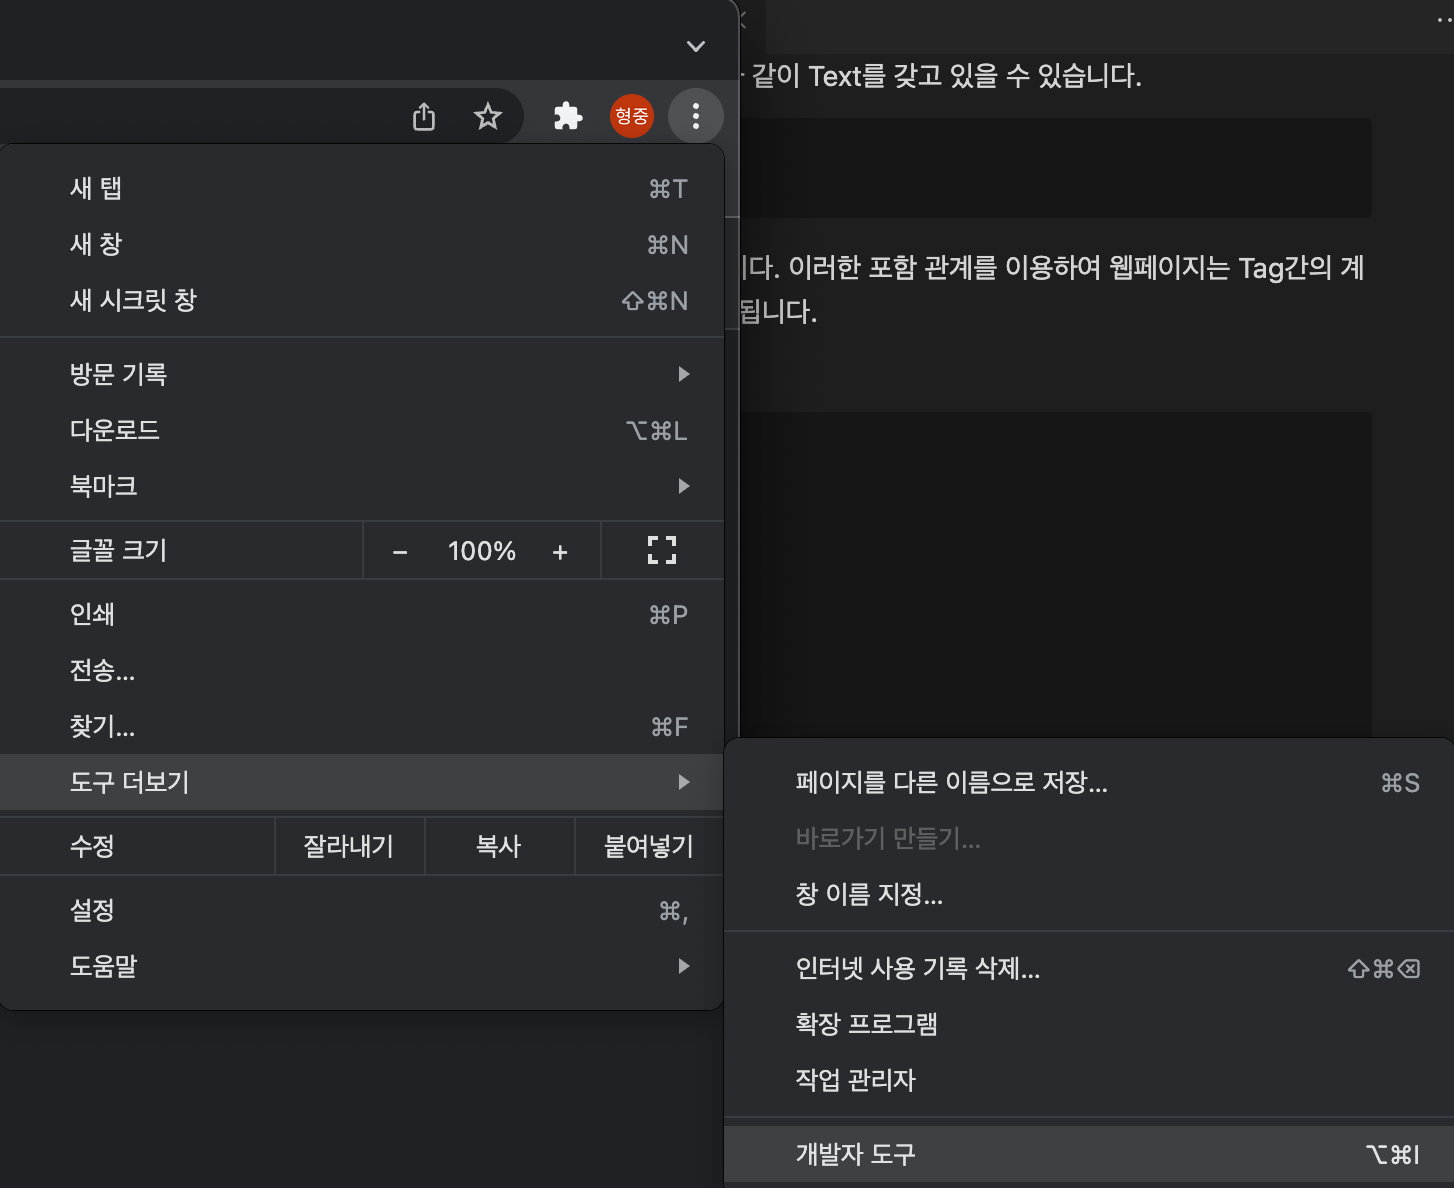 같이 Text를 갖고 있을 수 있습니다.
니다. 이러한 포함 관계를 이용하여 웹페이지는 Tag간의 계
됩니다.
형중
새 탭 ⌘T
새 창 ⌘N
새 시크릿 창 ⇧⌘N
방문 기록
다운로드 ⌥⌘L
북마크
글꼴 크기 − 100% +
인쇄 ⌘P
전송...
찾기... ⌘F
도구 더보기
수정 잘라내기 복사 붙여넣기
설정 ⌘,
도움말
페이지를 다른 이름으로 저장... ⌘S
바로가기 만들기...
창 이름 지정...
인터넷 사용 기록 삭제... ⇧⌘⌫
확장 프로그램
작업 관리자
개발자 도구 ⌥⌘I